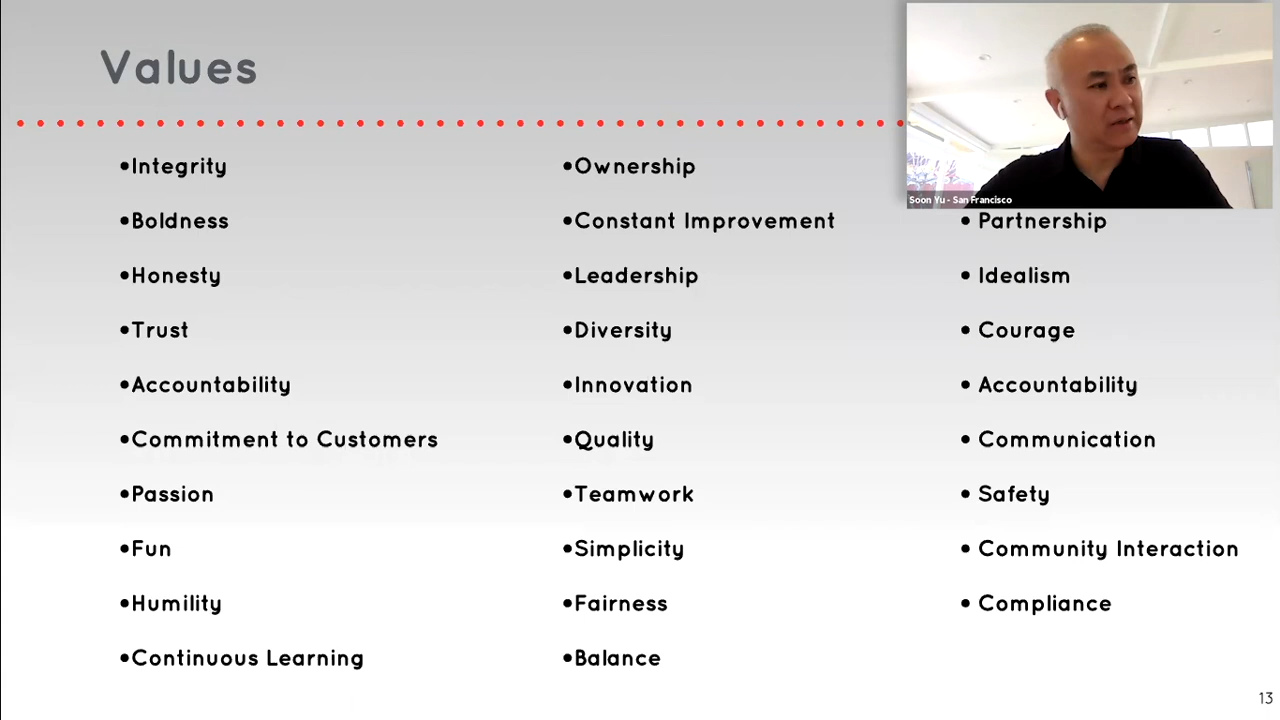 Values
•Integrity
•Boldness
•Honesty
•Trust
•Accountability
•Commitment to Customers
•Passion
•Fun
•Humility
•Continuous Learning
•Ownership
•Constant Improvement
•Leadership
•Diversity
•Innovation
•Quality
•Teamwork
•Simplicity
•Fairness
•Balance
Soon Yu - San Francisco
• Partnership
• Idealism
• Courage
• Accountability
• Communication
• Safety
• Community Interaction
• Compliance
13